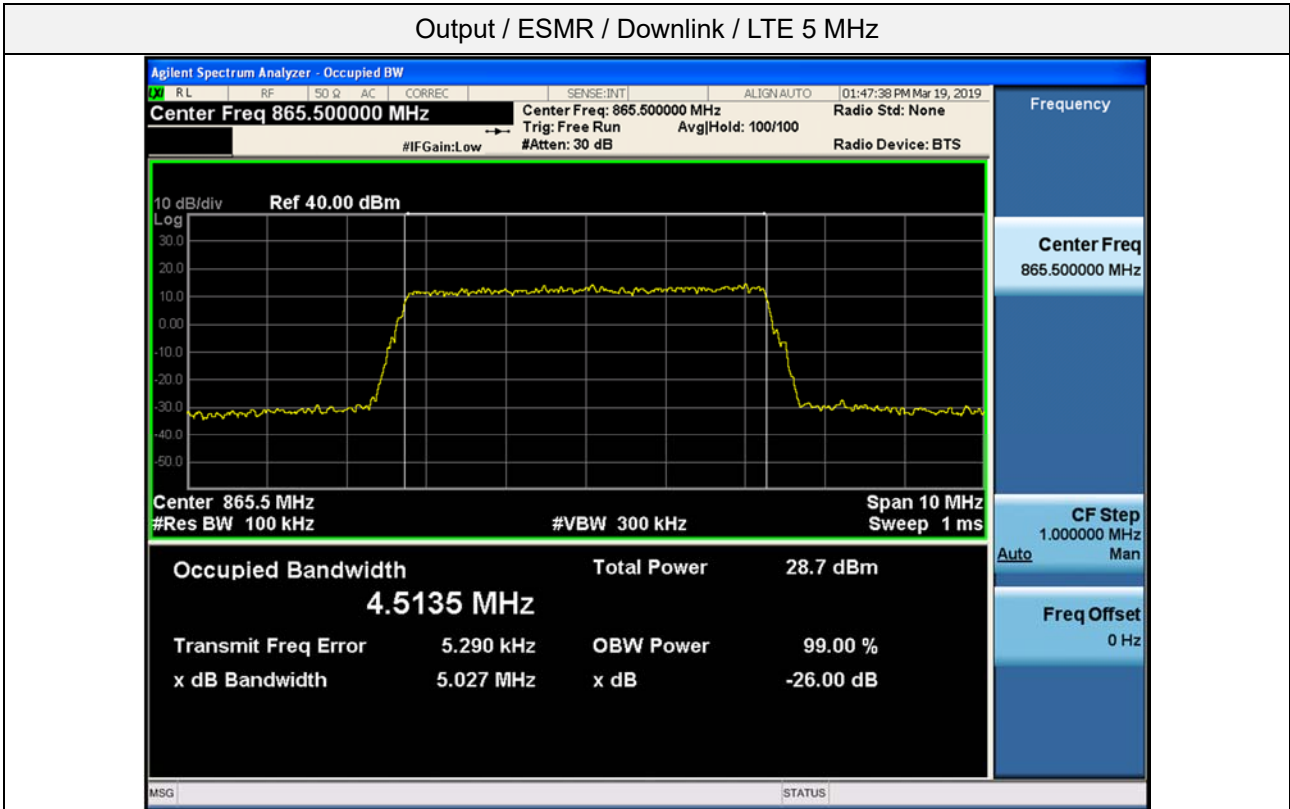 Output / ESMR / Downlink / LTE 5 MHz
Agilent Spectrum Analyzer - Occupied BW
LXI RL RF 50 Ω AC CORREC SENSE:INT ALIGN AUTO 01:47:38 PM Mar 19, 2019
Center Freq 865.500000 MHz
Center Freq: 865.500000 MHz Radio Std: None
Trig: Free Run Avg|Hold: 100/100
#IFGain:Low #Atten: 30 dB Radio Device: BTS
Frequency
10 dB/div Ref 40.00 dBm
Log
30.0
20.0
10.0
0.00
-10.0
-20.0
-30.0
-40.0
-50.0
Center 865.5 MHz Span 10 MHz
#Res BW 100 kHz #VBW 300 kHz Sweep 1 ms
Occupied Bandwidth Total Power 28.7 dBm
4.5135 MHz
Transmit Freq Error 5.290 kHz OBW Power 99.00 %
x dB Bandwidth 5.027 MHz x dB -26.00 dB
Center Freq
865.500000 MHz
CF Step
1.000000 MHz
Auto Man
Freq Offset
0 Hz
MSG STATUS